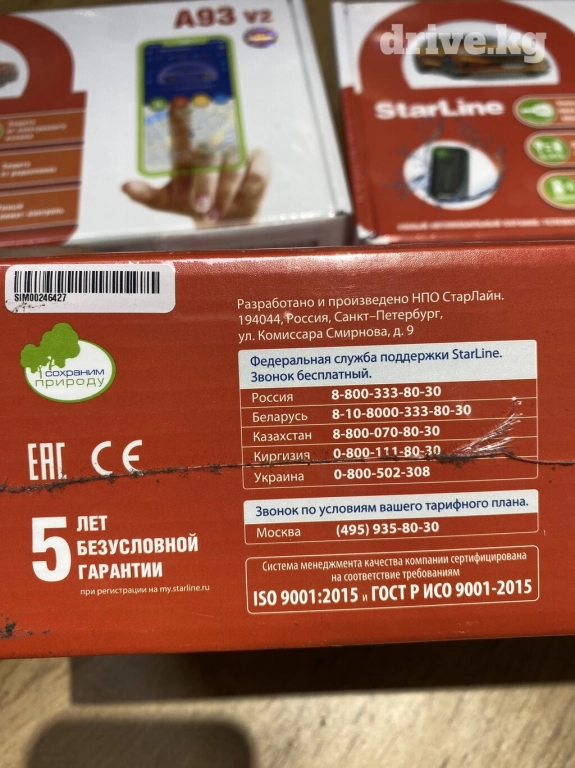 A93 v2
drive.kg
StarLine
SIM00246427
Разработано и произведено НПО СтарЛайн.
194044, Россия, Санкт–Петербург,
ул. Комиссара Смирнова, д. 9
сохраним
природу
Федеральная служба поддержки StarLine.
Звонок бесплатный.
Россия 8-800-333-80-30
Беларусь 8-10-8000-333-80-30
Казахстан 8-800-070-80-30
Киргизия 0-800-111-80-30
Украина 0-800-502-308
EAC CE
Звонок по условиям вашего тарифного плана.
Москва (495) 935-80-30
5 ЛЕТ
БЕЗУСЛОВНОЙ
ГАРАНТИИ
при регистрации на my.starline.ru
Система менеджмента качества компании сертифицирована
на соответствие требованиям
ISO 9001:2015 и ГОСТ Р ИСО 9001-2015